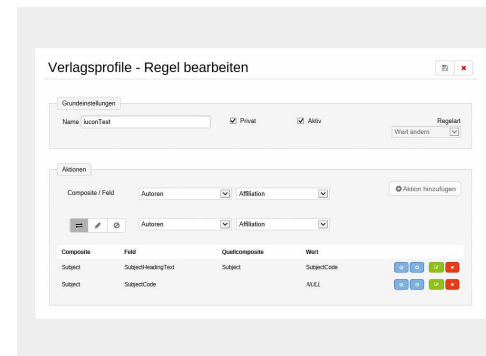 Verlagsprofile - Regel bearbeiten
Grundeinstellungen
Name iuconTest Privat Aktiv Regelart
Wert ändern
Aktionen
Composite / Feld Autoren Affiliation Aktion hinzufügen
Autoren Affiliation
Composite Feld Quellcomposite Wert
Subject SubjectHeadingText Subject SubjectCode
Subject SubjectCode NULL